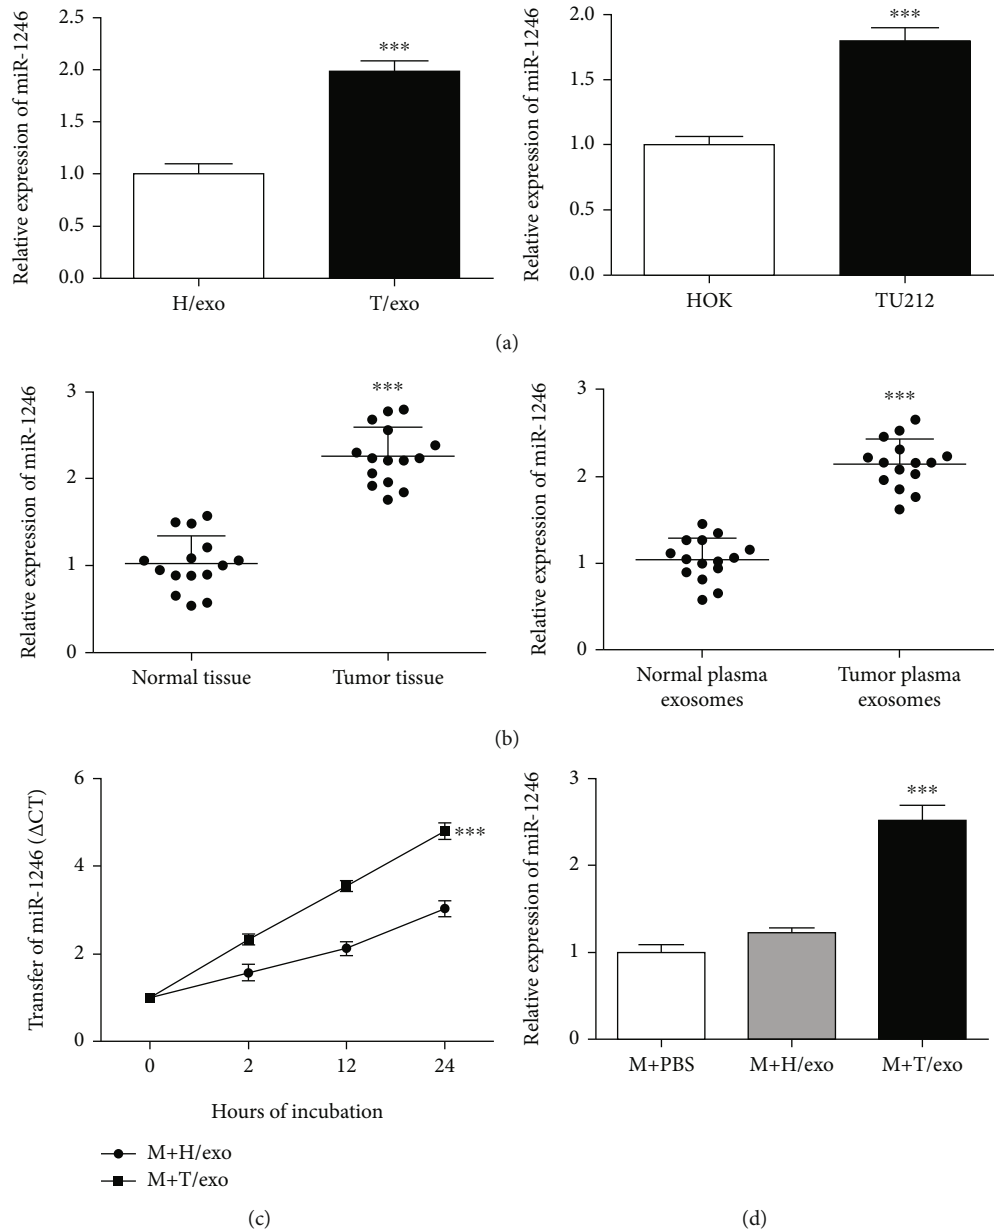 Relative expression of miR-1246
2.5
2.0
1.5
1.0
0.5
0.0
***
H/exo
T/exo
Relative expression of miR-1246
2.0
1.5
1.0
0.5
0.0
***
HOK
TU212
(a)
Relative expression of miR-1246
3
2
1
0
***
Normal tissue
Tumor tissue
Relative expression of miR-1246
3
2
1
0
***
Normal plasma
exosomes
Tumor plasma
exosomes
(b)
Transfer of miR-1246 (ΔCT)
6
4
2
0
***
0
2
12
24
Hours of incubation
M+H/exo
M+T/exo
(c)
Relative expression of miR-1246
3
2
1
0
***
M+PBS
M+H/exo
M+T/exo
(d)